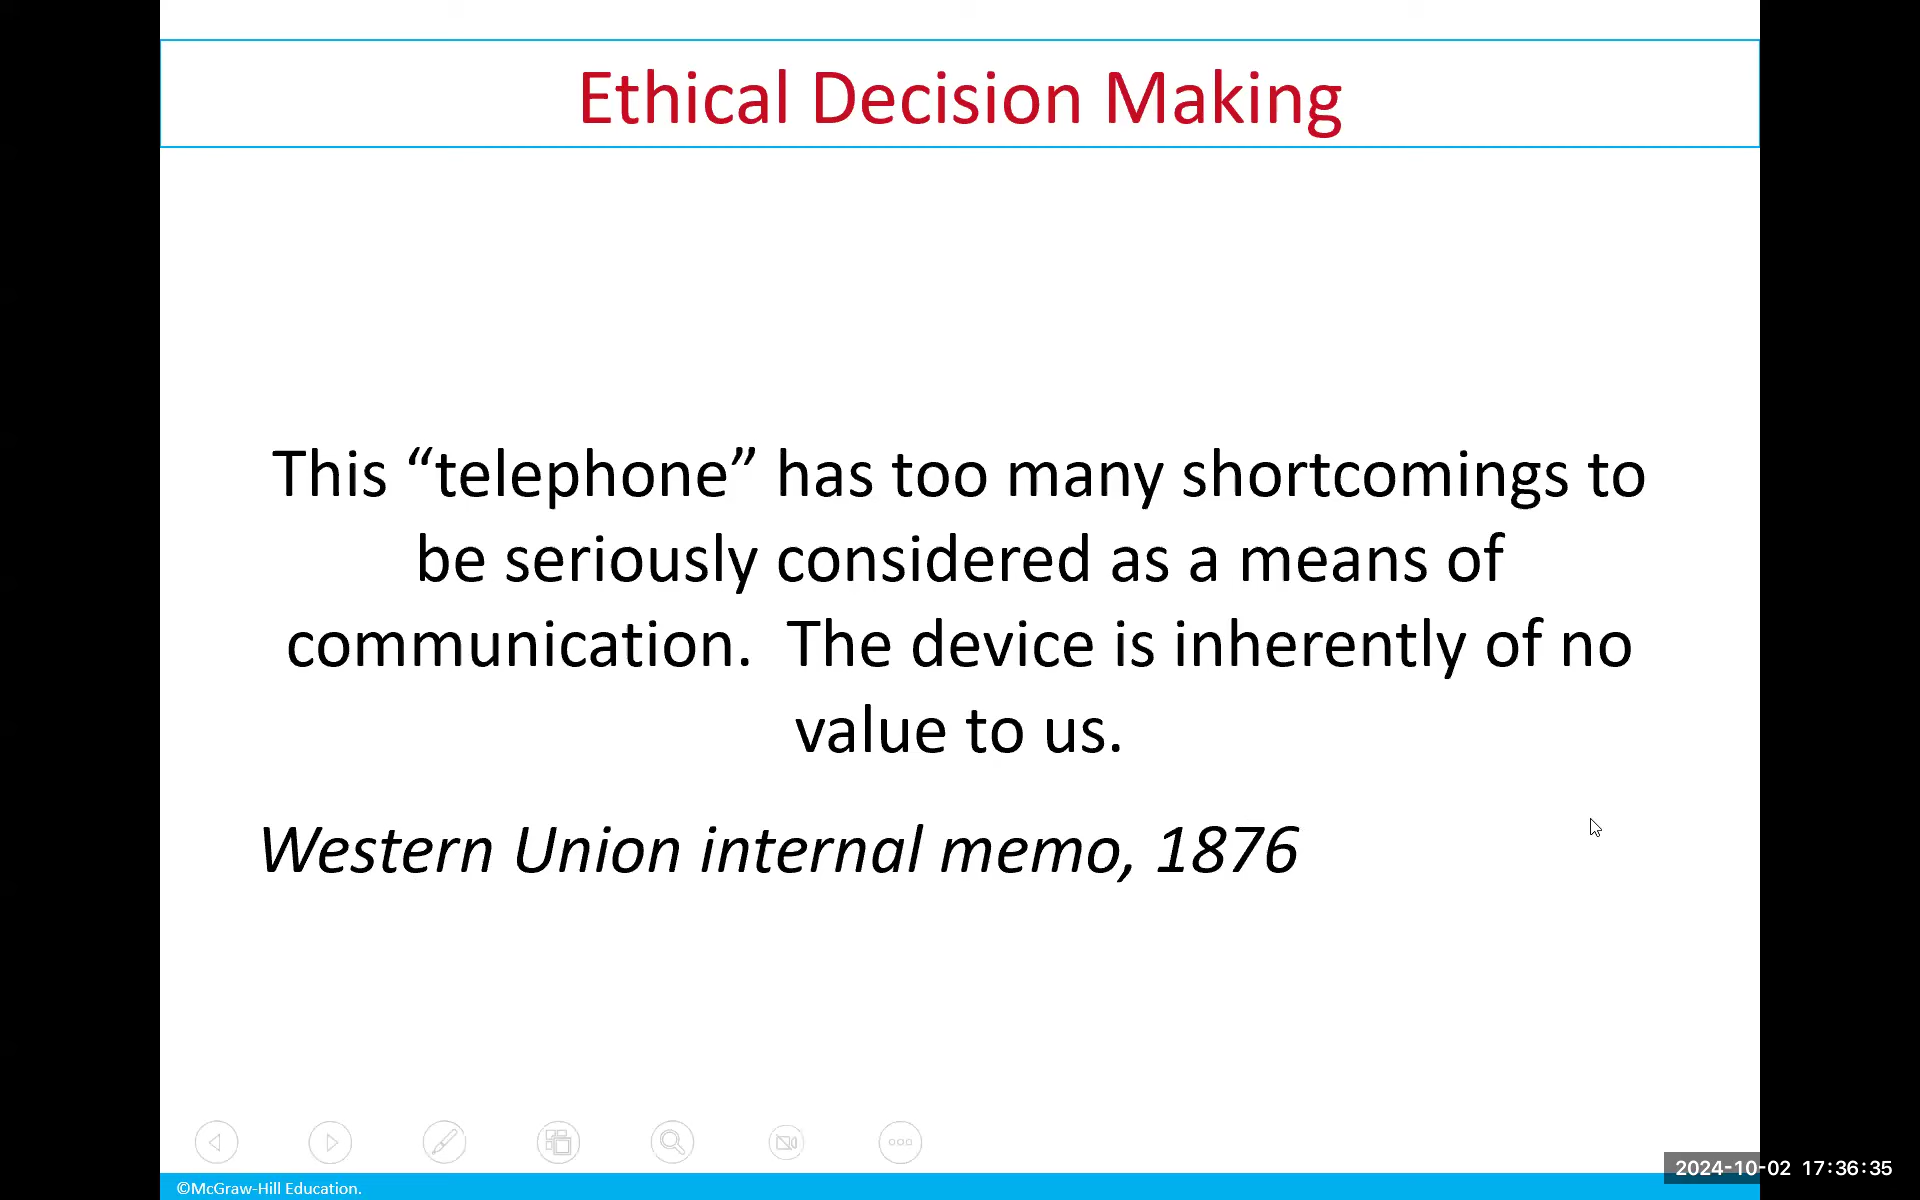 Ethical Decision Making
This “telephone” has too many shortcomings to
be seriously considered as a means of
communication.  The device is inherently of no
value to us.
Western Union internal memo, 1876
2024-10-02 17:36:35
©McGraw-Hill Education.